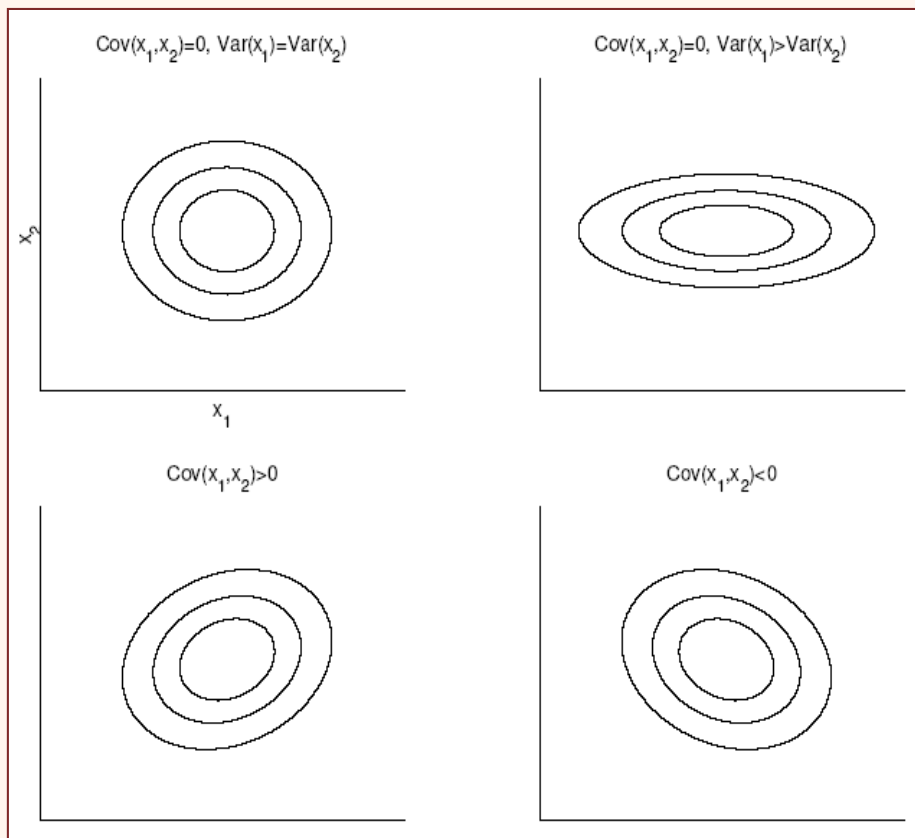 Cov(x₁,x₂)=0, Var(x₁)=Var(x₂)
Cov(x₁,x₂)=0, Var(x₁)>Var(x₂)
x₂
x₁
Cov(x₁,x₂)>0
Cov(x₁,x₂)<0